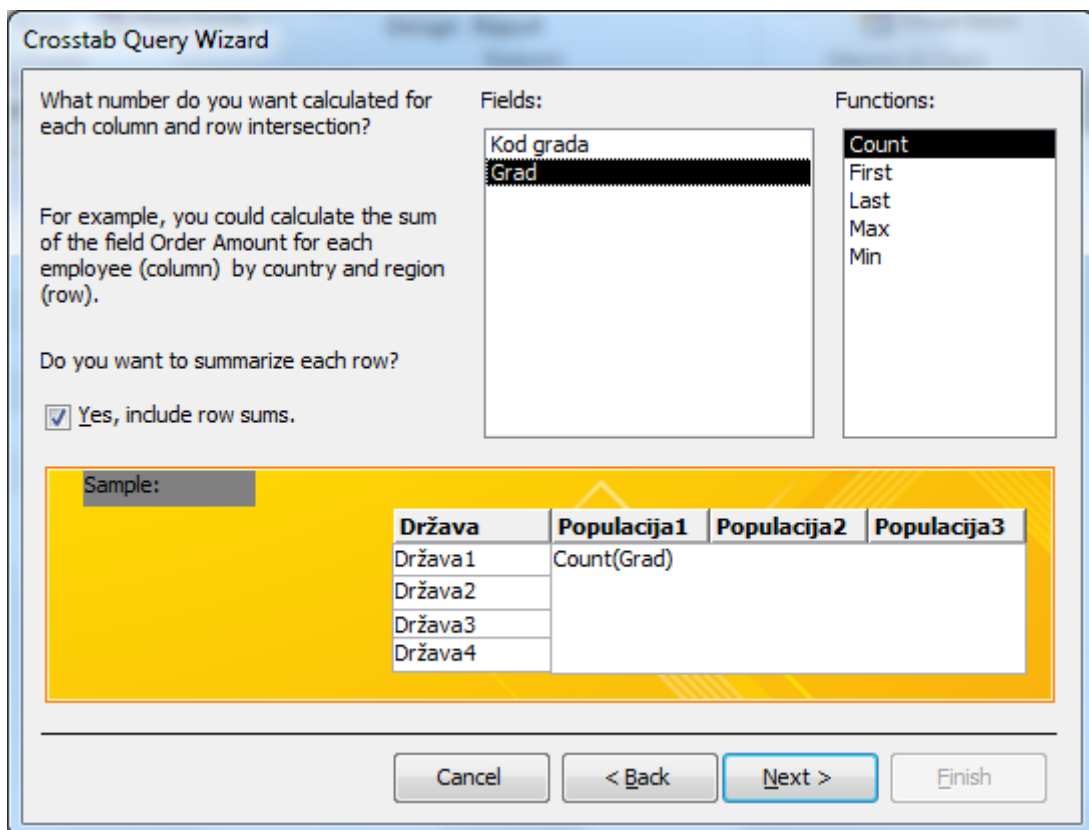 Crosstab Query Wizard
What number do you want calculated for
each column and row intersection?
For example, you could calculate the sum
of the field Order Amount for each
employee (column) by country and region
(row).
Do you want to summarize each row?
Yes, include row sums.
Fields:
Kod grada
Grad
Functions:
Count
First
Last
Max
Min
Sample:
Država Populacija1 Populacija2 Populacija3
Država1 Count(Grad)
Država2
Država3
Država4
Cancel < Back Next > Finish